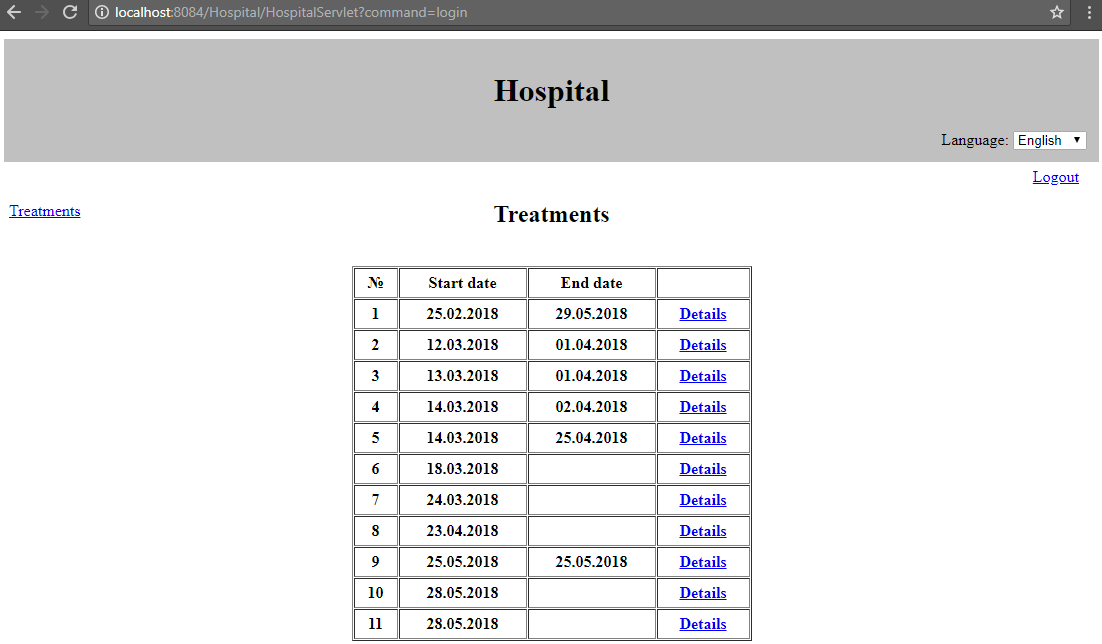 localhost:8084/Hospital/HospitalServlet?command=login
Hospital
Language: English
Logout
Treatments
Treatments
№ Start date End date
1 25.02.2018 29.05.2018 Details
2 12.03.2018 01.04.2018 Details
3 13.03.2018 01.04.2018 Details
4 14.03.2018 02.04.2018 Details
5 14.03.2018 25.04.2018 Details
6 18.03.2018 Details
7 24.03.2018 Details
8 23.04.2018 Details
9 25.05.2018 25.05.2018 Details
10 28.05.2018 Details
11 28.05.2018 Details